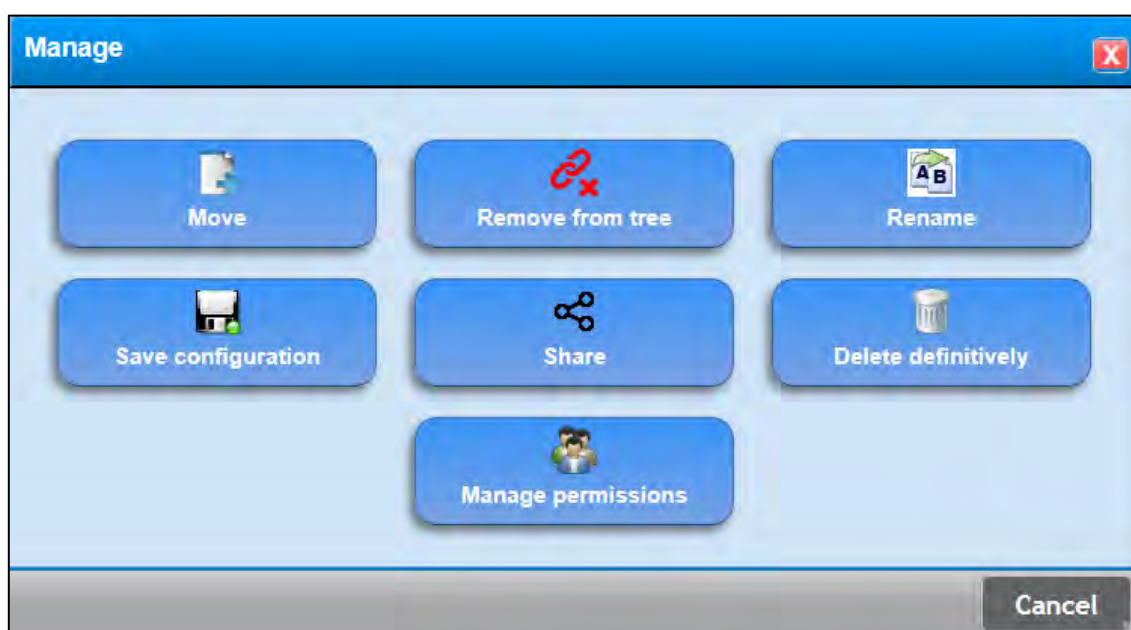 Manage
X
Move
Remove from tree
A B
Rename
Save configuration
Share
Delete definitively
Manage permissions
Cancel